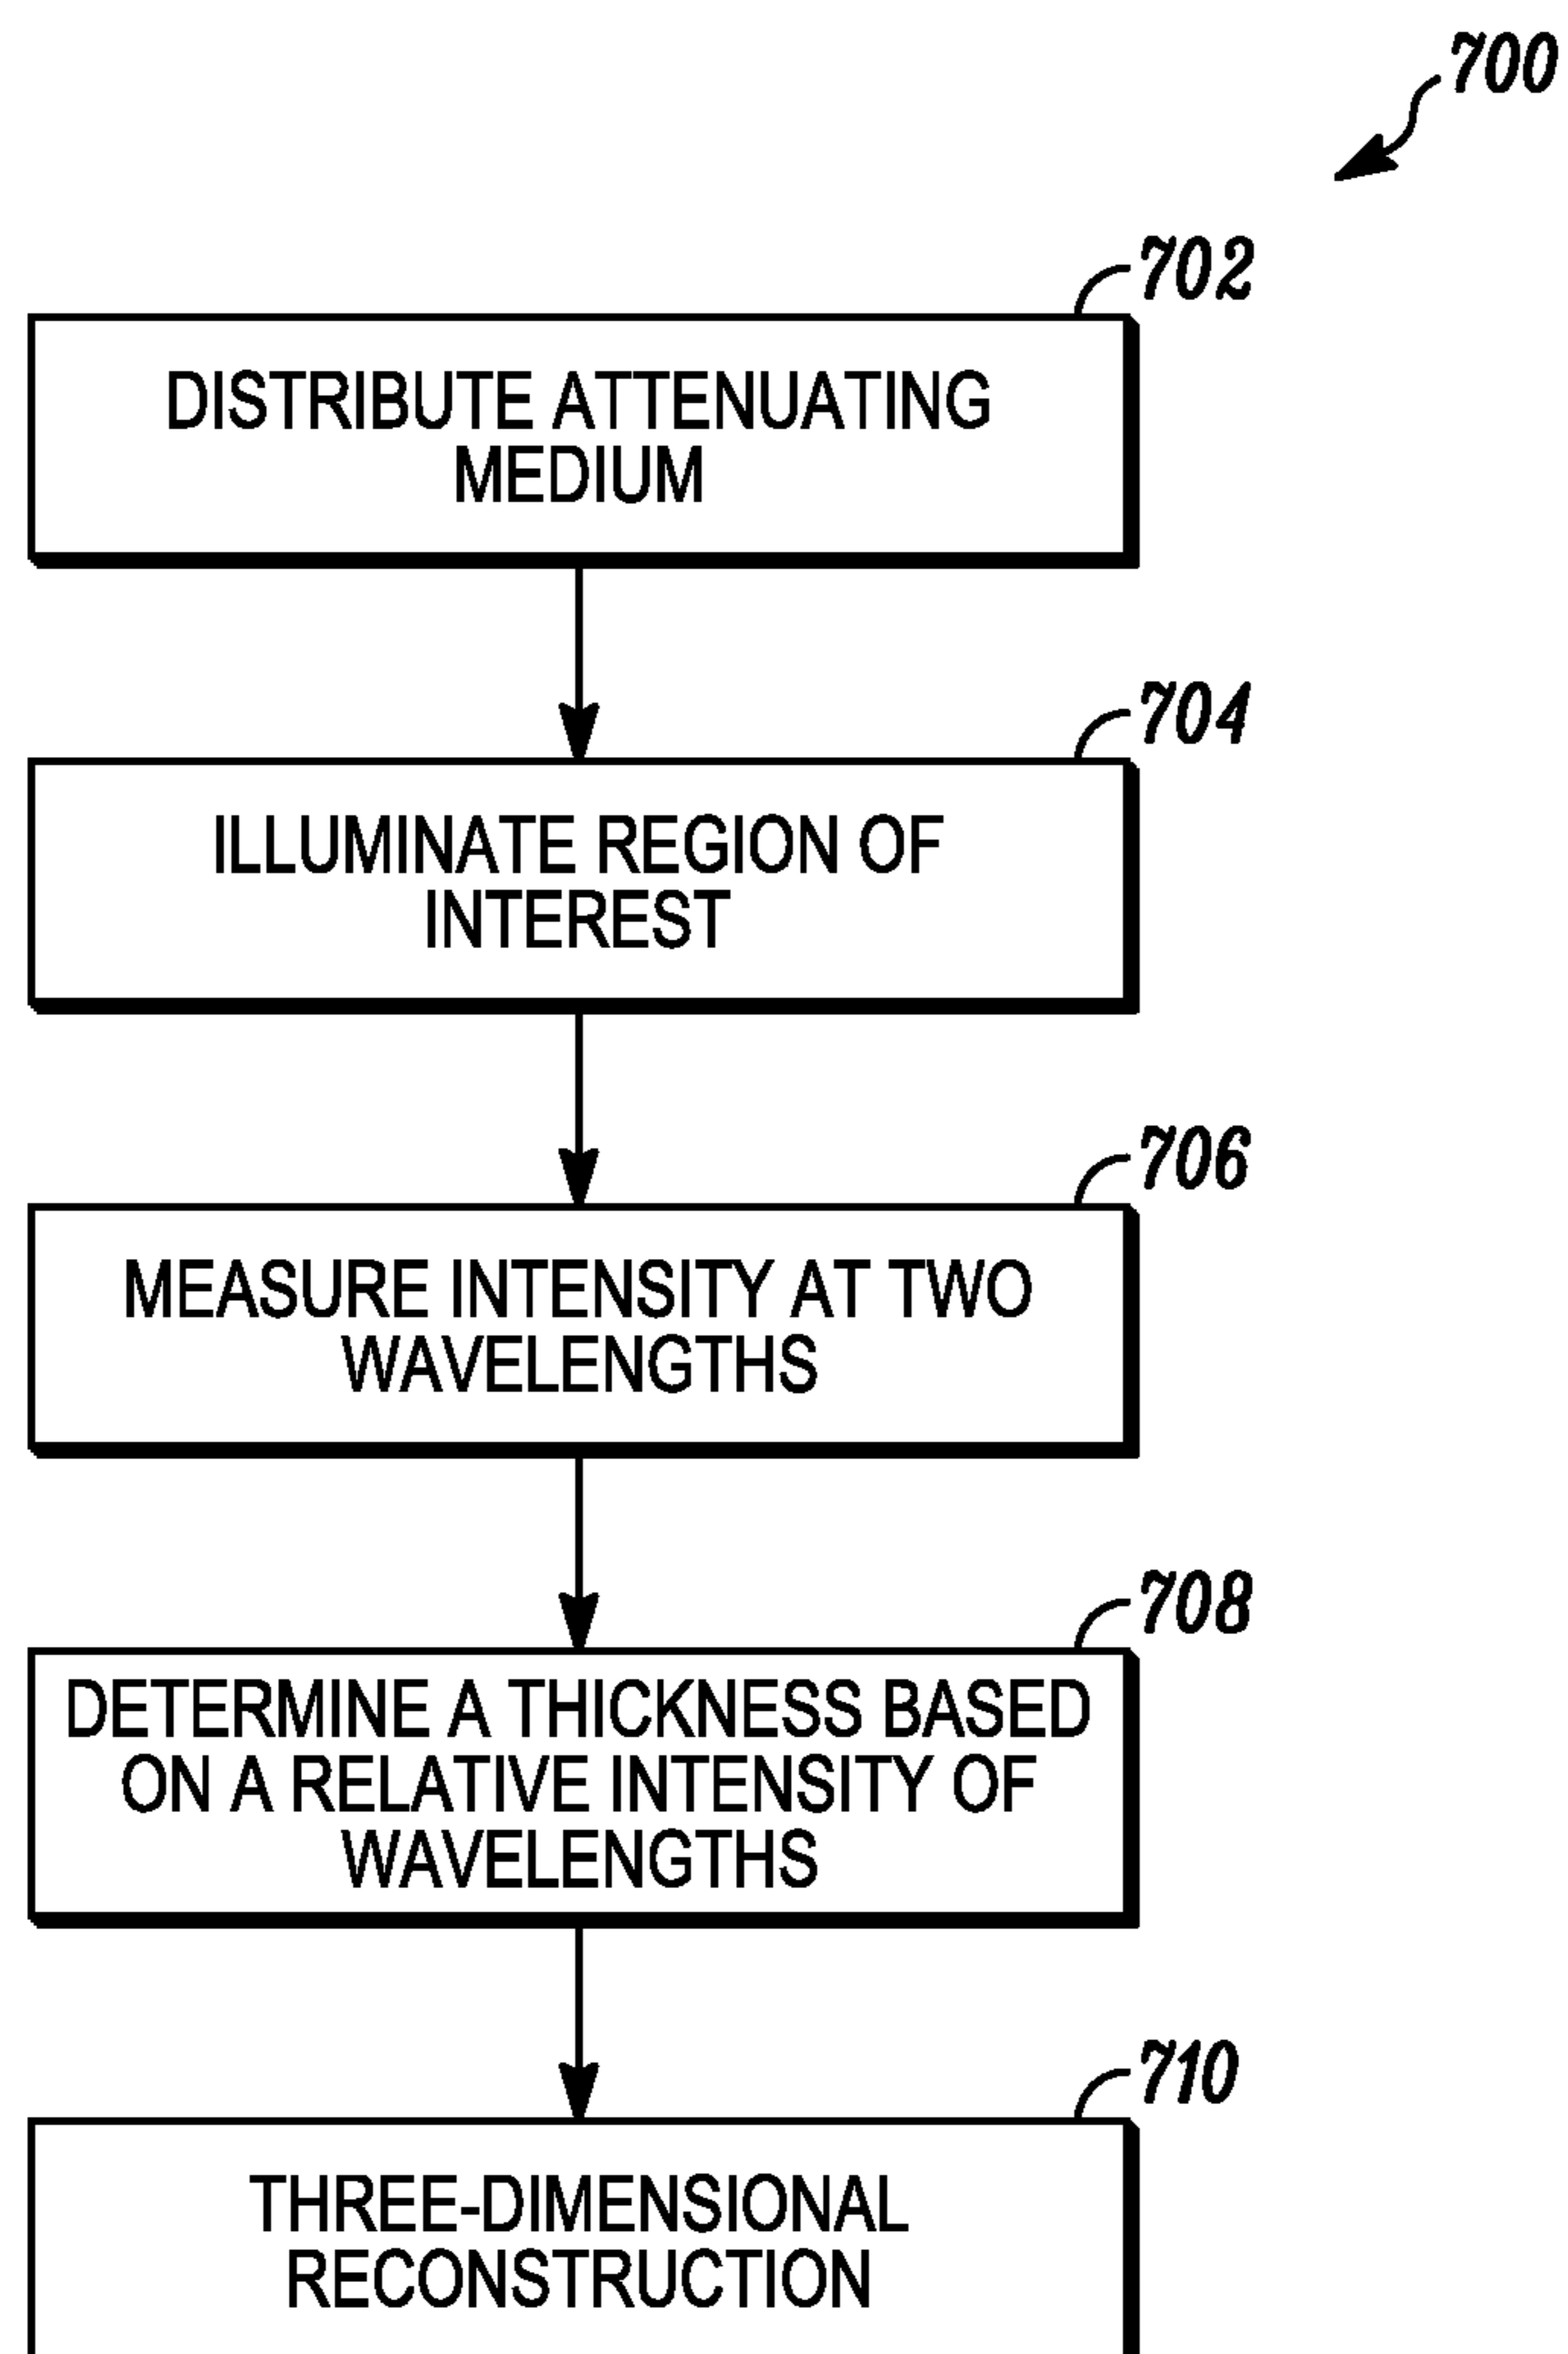 700
702
DISTRIBUTE ATTENUATING
MEDIUM
704
ILLUMINATE REGION OF
INTEREST
706
MEASURE INTENSITY AT TWO
WAVELENGTHS
708
DETERMINE A THICKNESS BASED
ON A RELATIVE INTENSITY OF
WAVELENGTHS
710
THREE-DIMENSIONAL
RECONSTRUCTION